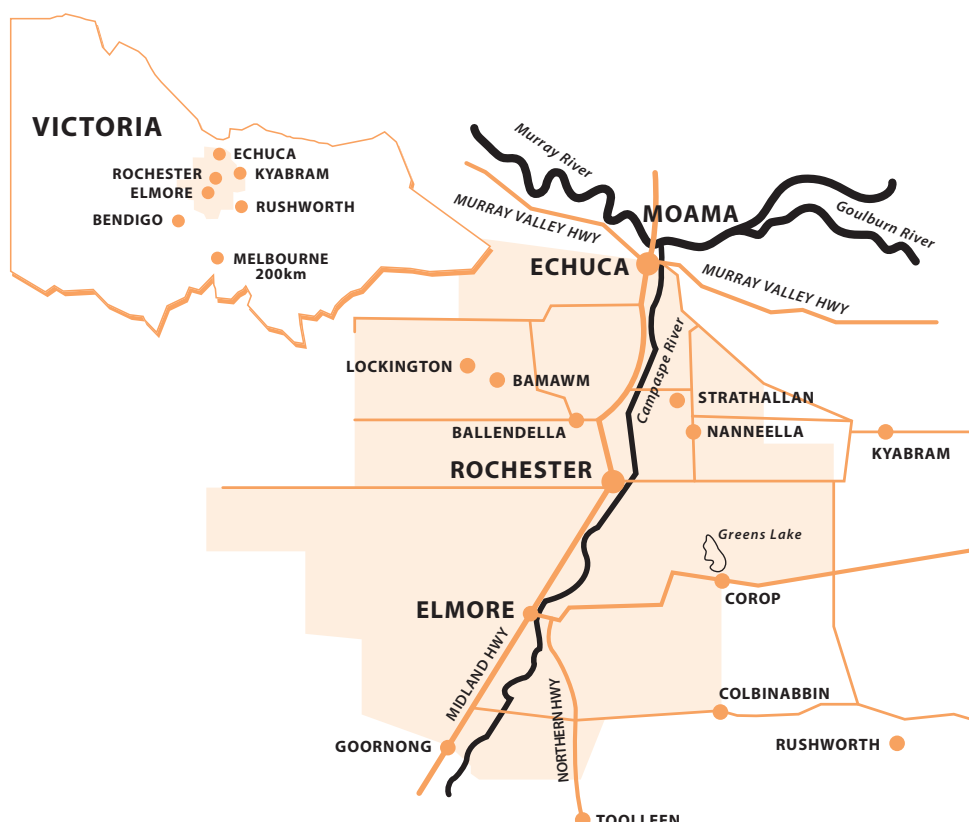 VICTORIA
ECHUCA
ROCHESTER
KYABRAM
ELMORE
RUSHWORTH
BENDIGO
MELBOURNE
200km
Murray River
MURRAY VALLEY HWY
MOAMA
Goulburn River
ECHUCA
MURRAY VALLEY HWY
Campaspe River
LOCKINGTON
BAMAWM
STRATHALLAN
BALLENDELLA
NANNEELLA
KYABRAM
ROCHESTER
Greens Lake
COROP
ELMORE
MIDLAND HWY
NORTHERN HWY
COLBINABBIN
GOORNONG
RUSHWORTH
TOOLLEEN